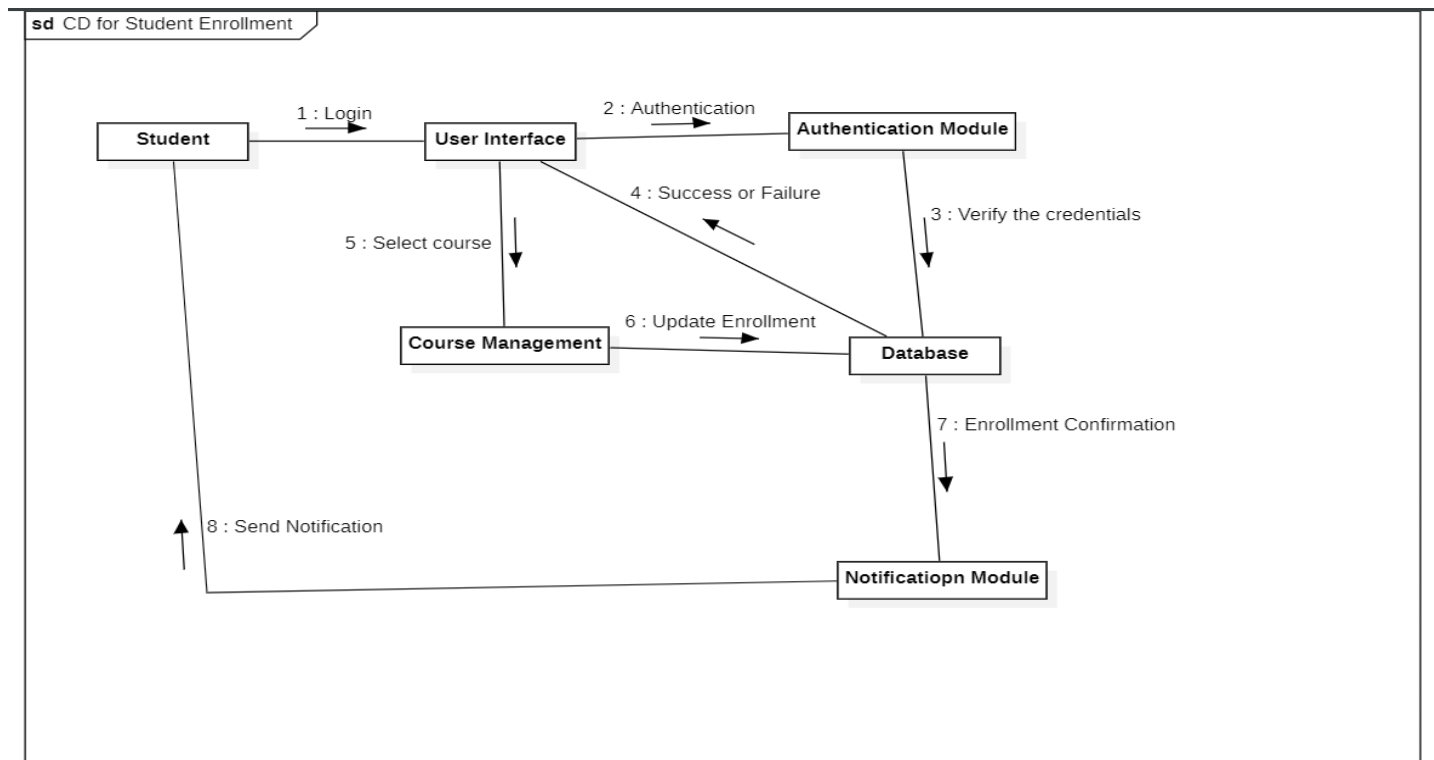 sd CD for Student Enrollment
1 : Login
2 : Authentication
Student
User Interface
Authentication Module
4 : Success or Failure
3 : Verify the credentials
5 : Select course
6 : Update Enrollment
Course Management
Database
7 : Enrollment Confirmation
8 : Send Notification
Notificatiopn Module